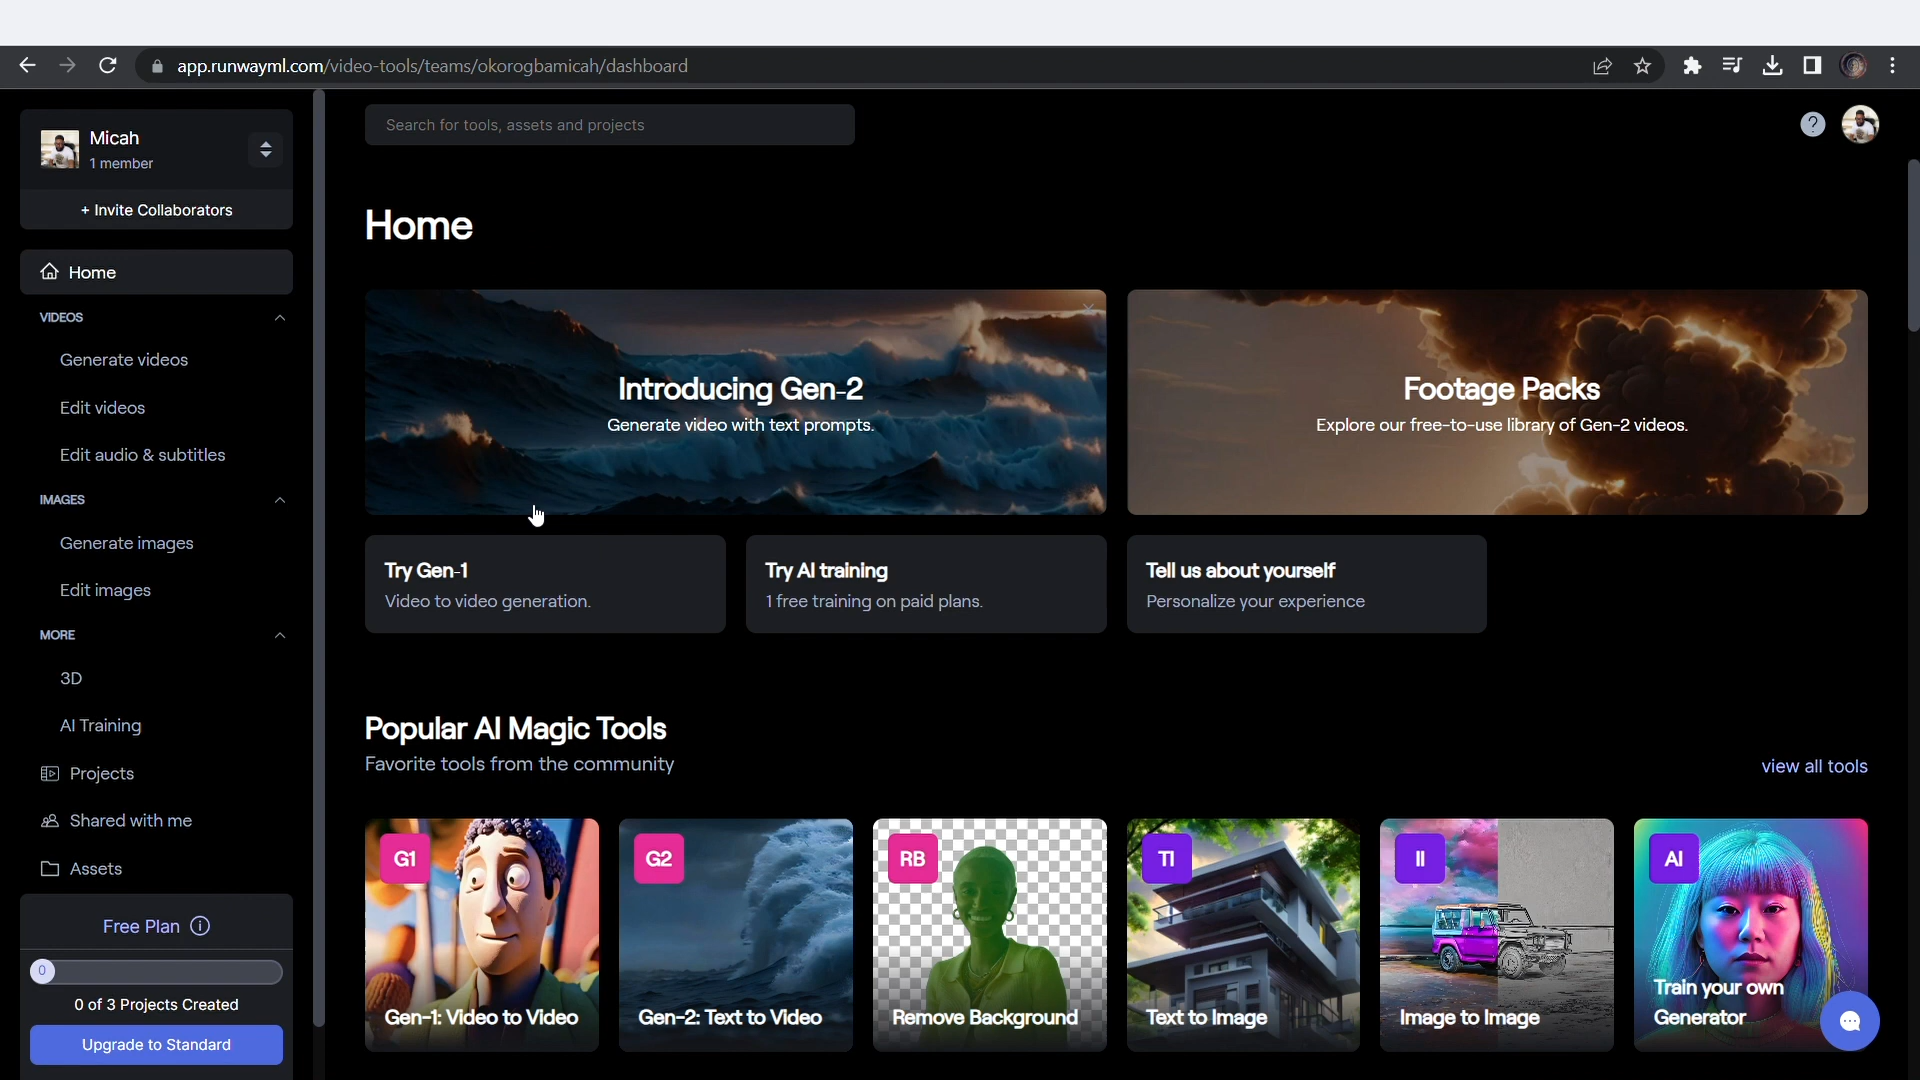 app.runwayml.com/video-tools/teams/okorogbamicah/dashboard
Micah
1 member
+ Invite Collaborators
Home
VIDEOS
Generate videos
Edit videos
Edit audio & subtitles
IMAGES
Generate images
Edit images
MORE
3D
AI Training
Projects
Shared with me
Assets
Free Plan
0
0 of 3 Projects Created
Upgrade to Standard
Search for tools, assets and projects
?
Home
Introducing Gen-2
Generate video with text prompts.
Footage Packs
Explore our free-to-use library of Gen-2 videos.
Try Gen-1
Video to video generation.
Try AI training
1 free training on paid plans.
Tell us about yourself
Personalize your experience
Popular AI Magic Tools
Favorite tools from the community
view all tools
G1
Gen-1: Video to Video
G2
Gen-2: Text to Video
RB
Remove Background
TI
Text to Image
II
Image to Image
AI
Train your own
Generator